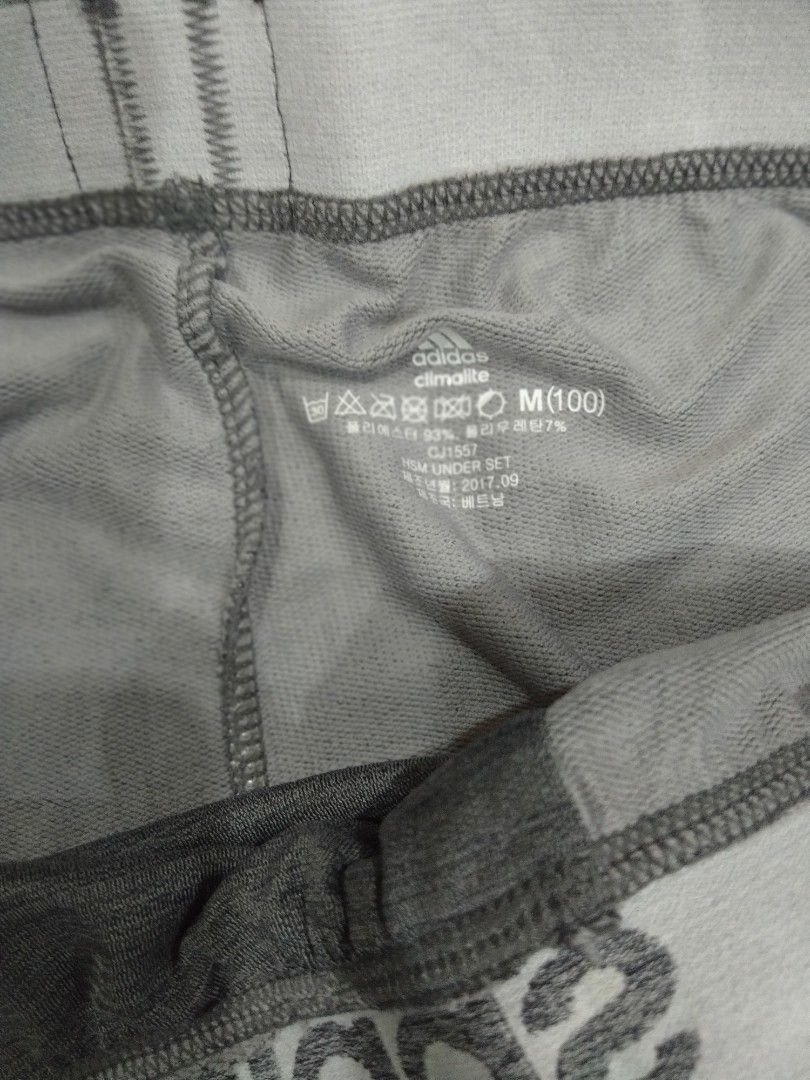 adidas
climalite
30 M(100)
폴리에스터 93%, 폴리우레탄7%
CJ1557
HSM UNDER SET
제조년월: 2017.09
제조국: 베트남